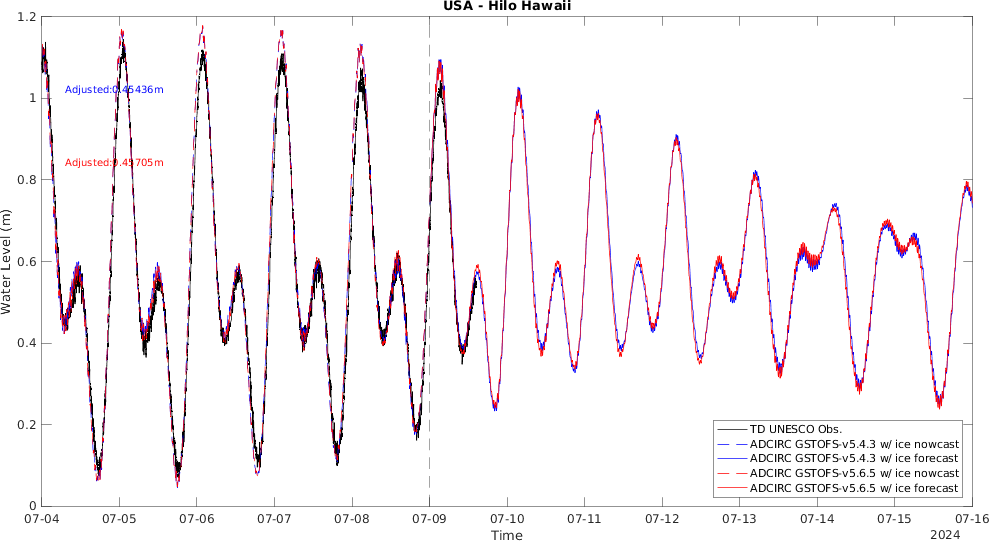 USA - Hilo Hawaii
1.2
1
0.8
0.6
0.4
0.2
0
Water Level (m)
Adjusted:0.45436m
Adjusted:0.45705m
TD UNESCO Obs.
ADCIRC GSTOFS-v5.4.3 w/ ice nowcast
ADCIRC GSTOFS-v5.4.3 w/ ice forecast
ADCIRC GSTOFS-v5.6.5 w/ ice nowcast
ADCIRC GSTOFS-v5.6.5 w/ ice forecast
07-04 07-05 07-06 07-07 07-08 07-09 07-10 07-11 07-12 07-13 07-14 07-15 07-16
Time
2024